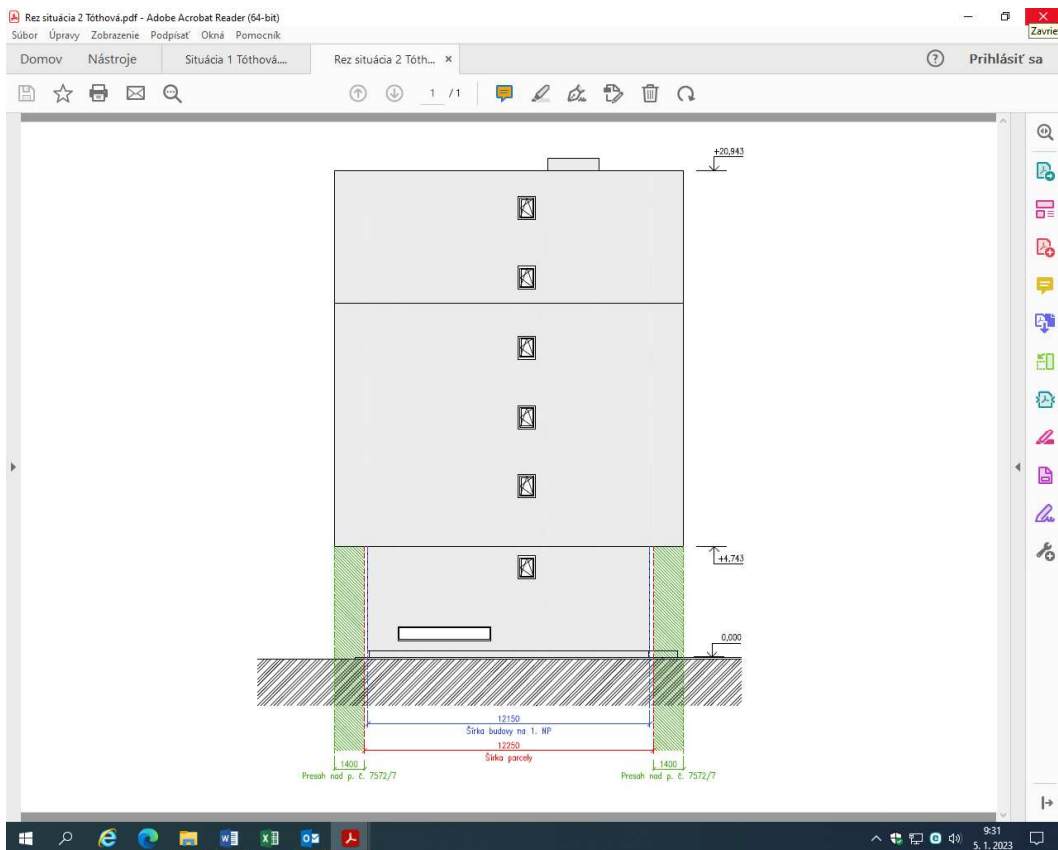 Rez situácia 2 Tóthová.pdf - Adobe Acrobat Reader (64-bit)
Zavrie
Súbor Úpravy Zobrazenie Podpísať Okná Pomocník
Domov Nástroje Situácia 1 Tóthová.... Rez situácia 2 Tóth... × Prihlásiť sa
1 / 1
+20,943
+4,743
0,000
12150
Šírka budovy na 1. NP
12250
Šírka parcely
1400 1400
Presah nad p. č. 7572/7 Presah nad p. č. 7572/7
9:31
5. 1. 2023